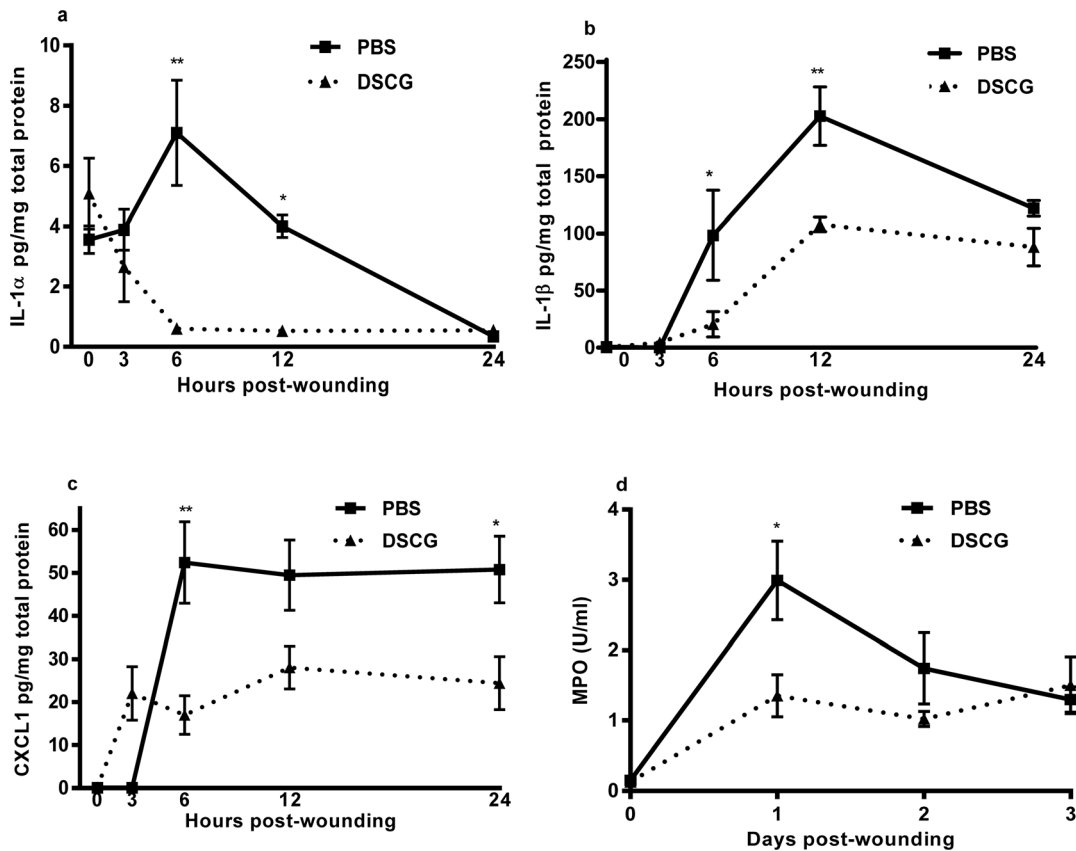 a
PBS
DSCG
**
*
IL-1α pg/mg total protein
10
8
6
4
2
0
0 3 6 12 24
Hours post-wounding
b
PBS
DSCG
**
*
IL-1β pg/mg total protein
250
200
150
100
50
0
0 3 6 12 24
Hours post-wounding
c
PBS
DSCG
**
*
CXCL1 pg/mg total protein
60
50
40
30
20
10
0
0 3 6 12 24
Hours post-wounding
d
PBS
DSCG
*
MPO (U/ml)
4
3
2
1
0
0 1 2 3
Days post-wounding